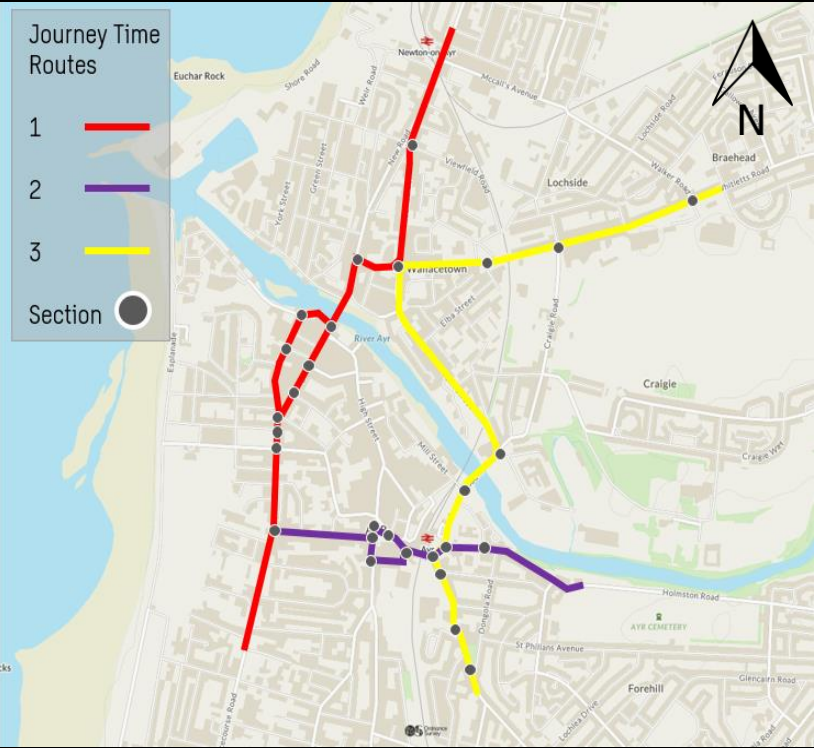 Journey Time
Routes
1
2
3
Section
N
Newton-on-Ayr
Euchar Rock
Shore Road
Weir Road
McCall's Avenue
Lochside Road
Braehead
New Road
Viewfield Road
Lochside
Walker Road
Whitletts Road
Green Street
York Street
Wallacetown
Elba Street
Craigie Road
River Ayr
Esplanade
Craigie
High Street
Mill Street
Craigie Way
Holmston Road
Dongola Road
AYR CEMETERY
St Phillans Avenue
Glencairn Road
Forehill
Lochlea Drive
ecourse Road
cks
Ordnance
Survey